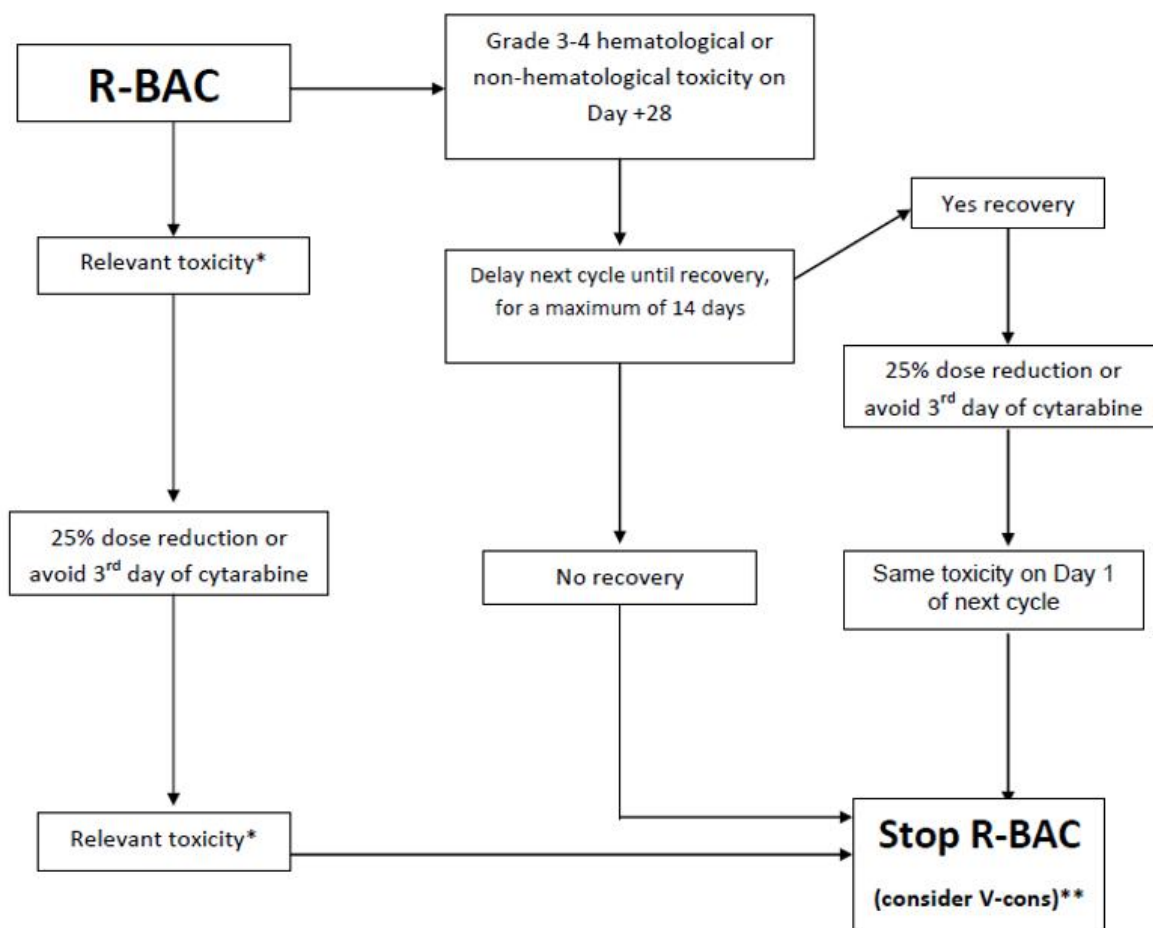 R-BAC
Grade 3-4 hematological or
non-hematological toxicity on
Day +28
Yes recovery
Relevant toxicity*
Delay next cycle until recovery,
for a maximum of 14 days
25% dose reduction or
avoid 3rd day of cytarabine
25% dose reduction or
avoid 3rd day of cytarabine
No recovery
Same toxicity on Day 1
of next cycle
Relevant toxicity*
Stop R-BAC
(consider V-cons)**